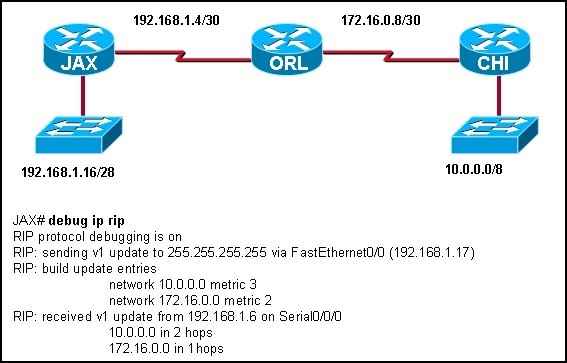 192.168.1.4/30
172.16.0.8/30
JAX
ORL
CHI
192.168.1.16/28
10.0.0.0/8
JAX# debug ip rip
RIP protocol debugging is on
RIP: sending v1 update to 255.255.255.255 via FastEthernet0/0 (192.168.1.17)
RIP: build update entries
network 10.0.0.0 metric 3
network 172.16.0.0 metric 2
RIP: received v1 update from 192.168.1.6 on Serial0/0/0
10.0.0.0 in 2 hops
172.16.0.0 in 1 hops